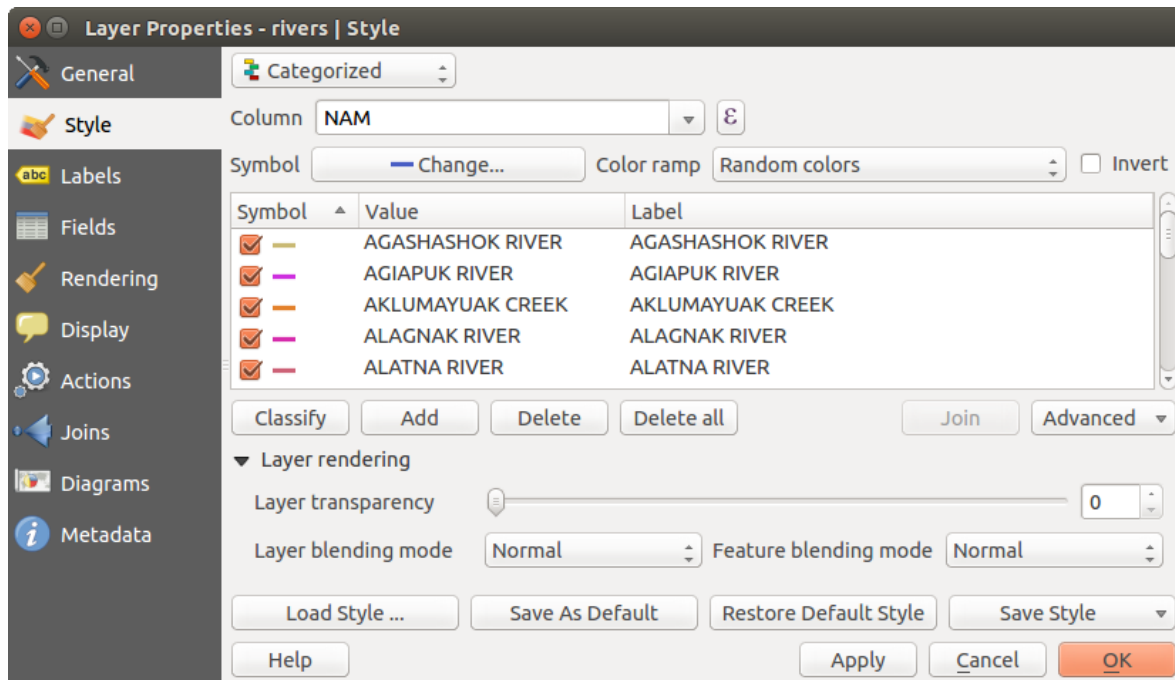 Layer Properties - rivers | Style
General
Style
abc Labels
Fields
Rendering
Display
Actions
Joins
Diagrams
i Metadata
Categorized
Column NAM ε
Symbol Change... Color ramp Random colors Invert
Symbol Value Label
AGASHASHOK RIVER AGASHASHOK RIVER
AGIAPUK RIVER AGIAPUK RIVER
AKLUMAYUAK CREEK AKLUMAYUAK CREEK
ALAGNAK RIVER ALAGNAK RIVER
ALATNA RIVER ALATNA RIVER
Classify Add Delete Delete all Join Advanced
Layer rendering
Layer transparency 0
Layer blending mode Normal Feature blending mode Normal
Load Style ... Save As Default Restore Default Style Save Style
Help Apply Cancel OK